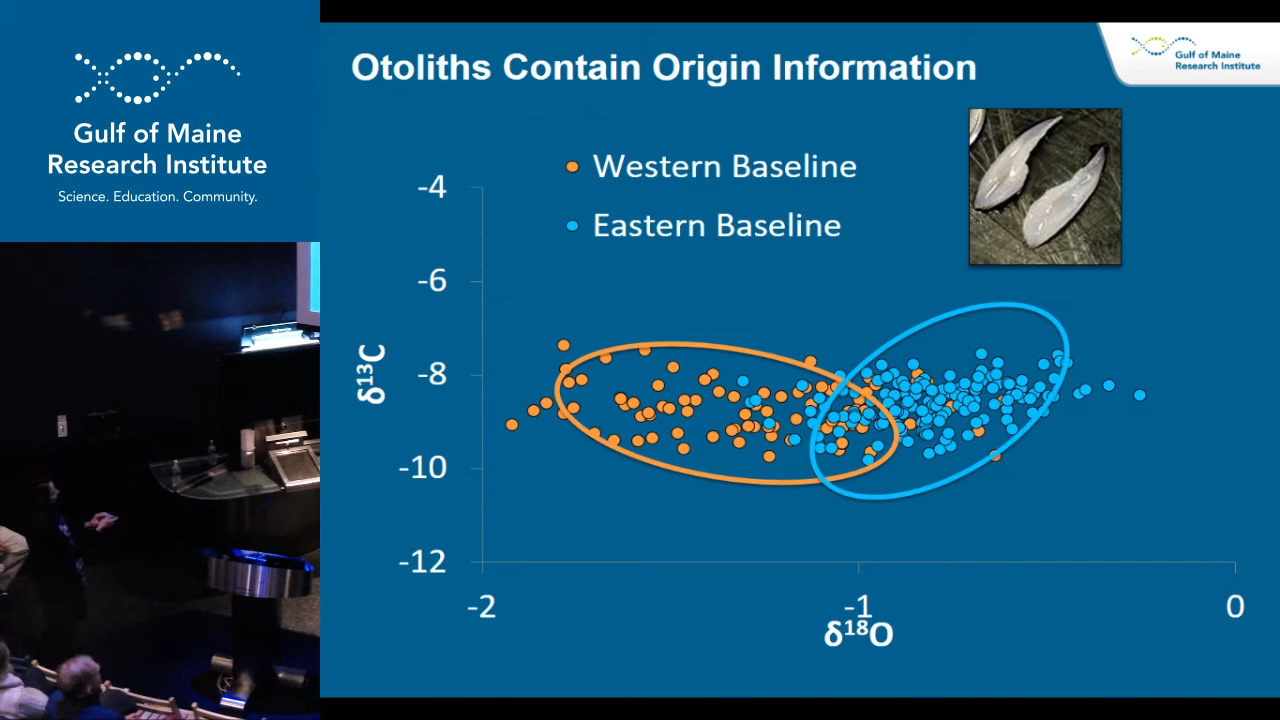 Gulf of Maine
Research Institute
Science. Education. Community.
Otoliths Contain Origin Information
Gulf of Maine
Research Institute
Western Baseline
Eastern Baseline
-4
-6
-8
-10
-12
δ¹³C
-2
-1
0
δ¹⁸O